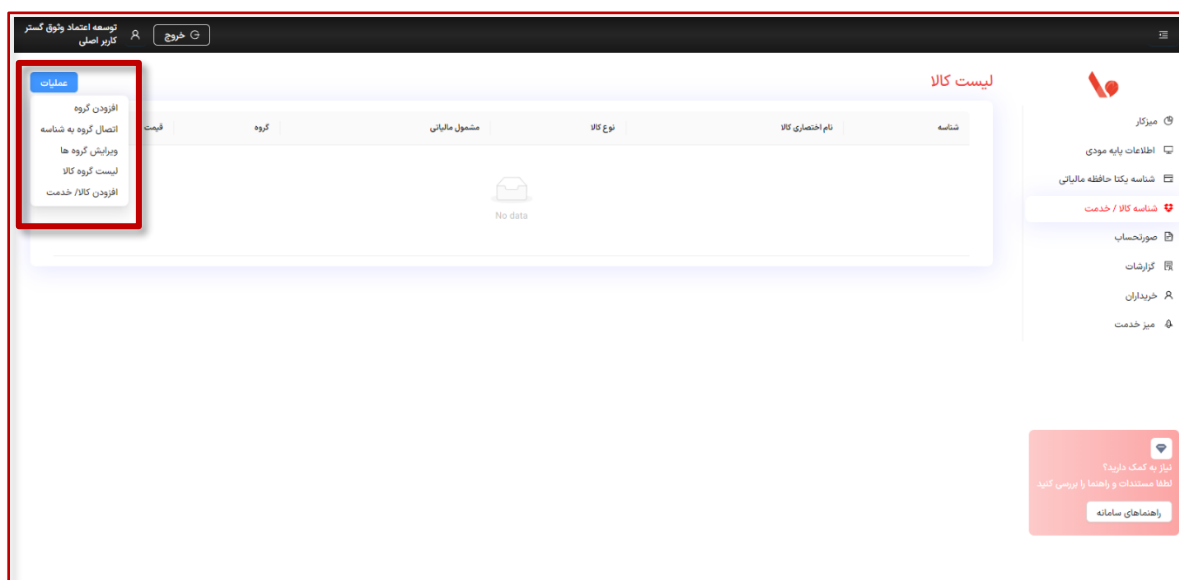 توسعه اعتماد وثوق گستر
کاربر اصلی
خروج
میزکار
اطلاعات پایه مودی
شناسه یکتا حافظه مالیاتی
شناسه کالا / خدمت
صورتحساب
گزارشات
خریداران
میز خدمت
نیاز به کمک دارید؟
لطفا مستندات و راهنما را بررسی کنید
راهنماهای سامانه
لیست کالا
عملیات
افزودن گروه
اتصال گروه به شناسه
ویرایش گروه ها
لیست گروه کالا
افزودن کالا/ خدمت
شناسه نام اختصاری کالا نوع کالا مشمول مالیاتی گروه قیمت
No data